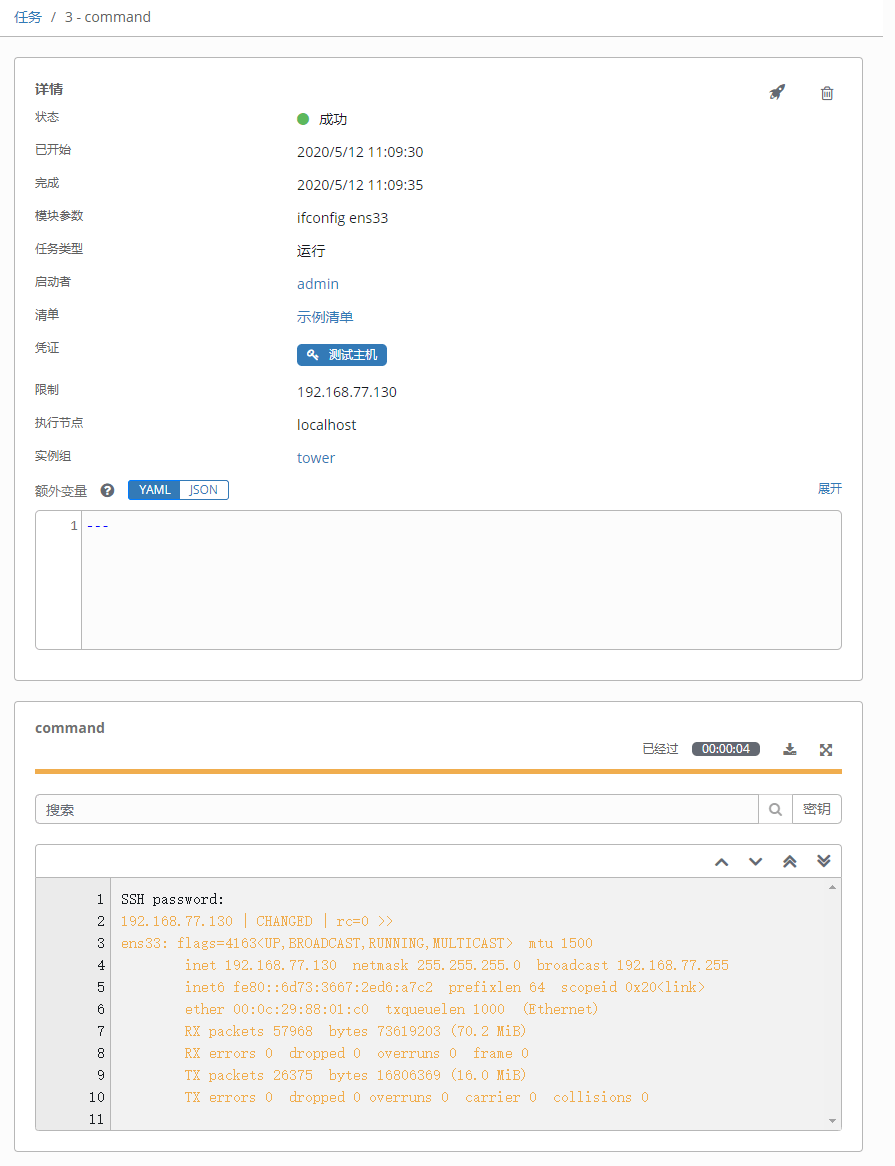 任务 / 3 - command
详情
状态 成功
已开始 2020/5/12 11:09:30
完成 2020/5/12 11:09:35
模块参数 ifconfig ens33
任务类型 运行
启动者 admin
清单 示例清单
凭证 测试主机
限制 192.168.77.130
执行节点 localhost
实例组 tower
额外变量 ? YAML JSON 展开
1 ---
command
已经过 00:00:04
搜索 密钥
1 SSH password:
2 192.168.77.130 | CHANGED | rc=0 >>
3 ens33: flags=4163<UP,BROADCAST,RUNNING,MULTICAST>  mtu 1500
4 inet 192.168.77.130  netmask 255.255.255.0  broadcast 192.168.77.255
5 inet6 fe80::6d73:3667:2ed6:a7c2  prefixlen 64  scopeid 0x20<link>
6 ether 00:0c:29:88:01:c0  txqueuelen 1000  (Ethernet)
7 RX packets 57968  bytes 73619203 (70.2 MiB)
8 RX errors 0  dropped 0  overruns 0  frame 0
9 TX packets 26375  bytes 16806369 (16.0 MiB)
10 TX errors 0  dropped 0 overruns 0  carrier 0  collisions 0
11